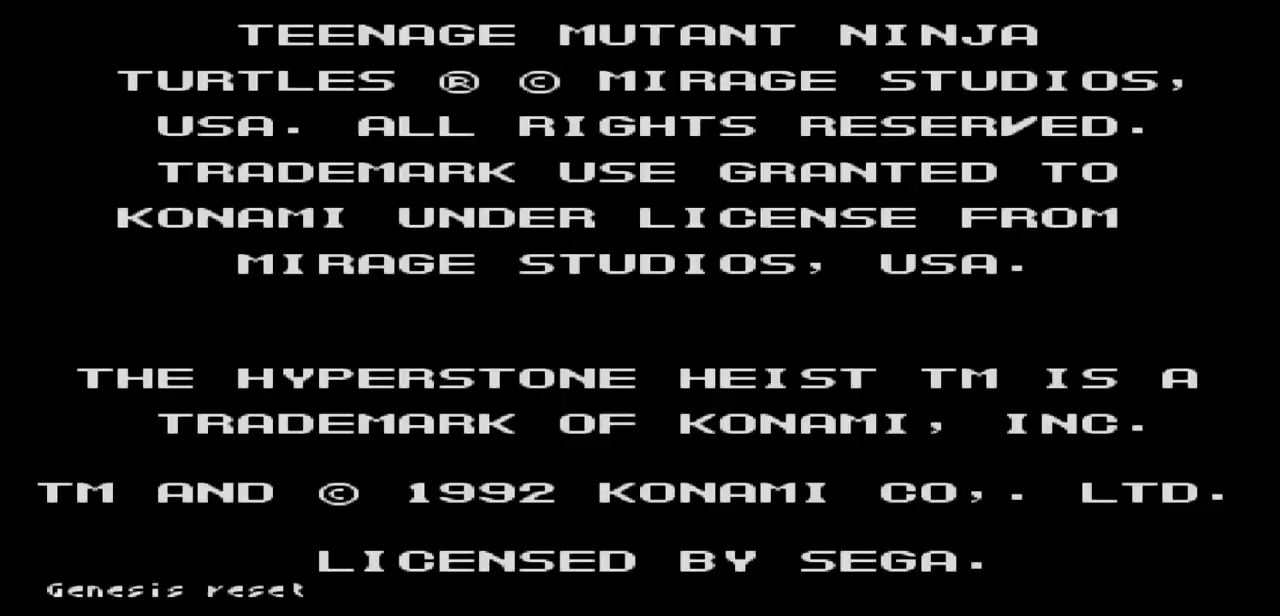 TEENAGE MUTANT NINJA
TURTLES ® © MIRAGE STUDIOS,
USA. ALL RIGHTS RESERVED.
TRADEMARK USE GRANTED TO
KONAMI UNDER LICENSE FROM
MIRAGE STUDIOS, USA.
THE HYPERSTONE HEIST TM IS A
TRADEMARK OF KONAMI, INC.
TM AND © 1992 KONAMI CO,. LTD.
LICENSED BY SEGA.
Genesis reset